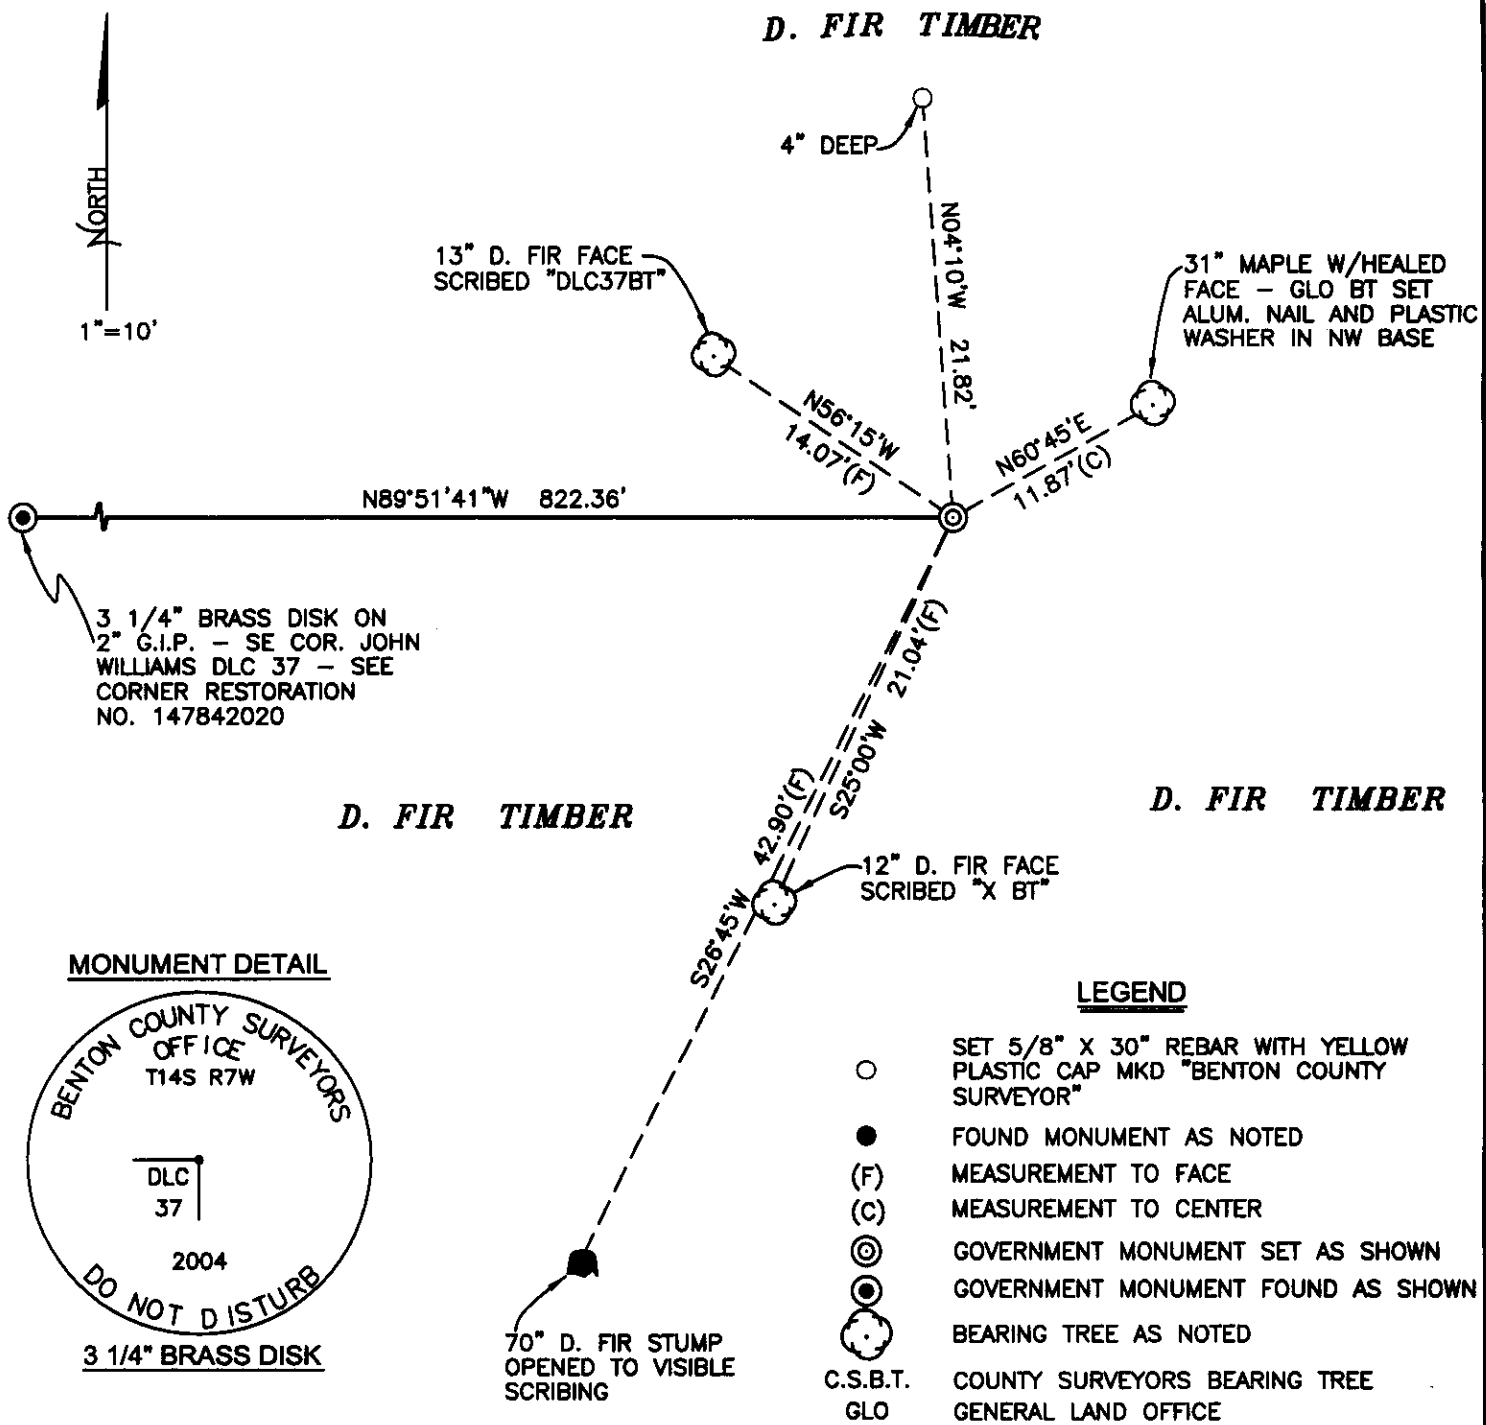 D. FIR TIMBER
4" DEEP
NORTH
1"=10'
13" D. FIR FACE
SCRIBED "DLC37BT"
N04°10'W 21.82'
31" MAPLE W/HEALED
FACE – GLO BT SET
ALUM. NAIL AND PLASTIC
WASHER IN NW BASE
N56°15'W
14.07'(F)
N60°45'E
11.87'(C)
N89°51'41"W 822.36'
3 1/4" BRASS DISK ON
2" G.I.P. – SE COR. JOHN
WILLIAMS DLC 37 – SEE
CORNER RESTORATION
NO. 147842020
S25°00'W 21.04'(F)
S26°45'W 42.90'(F)
D. FIR TIMBER
D. FIR TIMBER
12" D. FIR FACE
SCRIBED "X BT"
70" D. FIR STUMP
OPENED TO VISIBLE
SCRIBING
MONUMENT DETAIL
BENTON COUNTY SURVEYORS
OFFICE
T14S R7W
DLC
37
2004
DO NOT DISTURB
3 1/4" BRASS DISK
LEGEND
SET 5/8" X 30" REBAR WITH YELLOW
PLASTIC CAP MKD "BENTON COUNTY
SURVEYOR"
FOUND MONUMENT AS NOTED
(F) MEASUREMENT TO FACE
(C) MEASUREMENT TO CENTER
GOVERNMENT MONUMENT SET AS SHOWN
GOVERNMENT MONUMENT FOUND AS SHOWN
BEARING TREE AS NOTED
C.S.B.T. COUNTY SURVEYORS BEARING TREE
GLO GENERAL LAND OFFICE